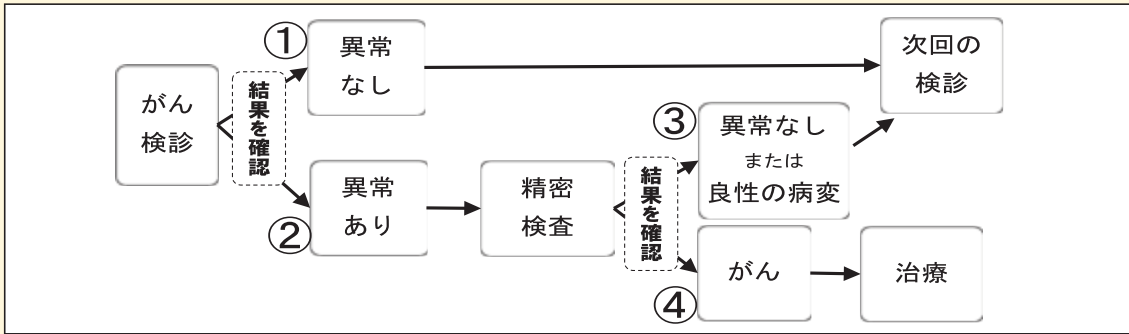 がん
検診
結果を確認
①
異常
なし
②
異常
あり
精密
検査
結果を確認
③
異常なし
または
良性の病変
次回の
検診
④
がん
治療